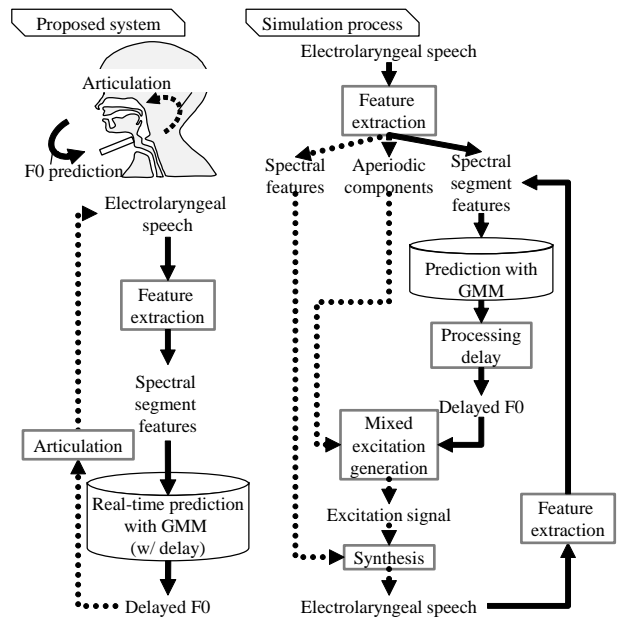 Proposed system
Articulation
F0 prediction
Electrolaryngeal
speech
Feature
extraction
Spectral
segment
features
Articulation
Real-time prediction
with GMM
(w/ delay)
Delayed F0
Simulation process
Electrolaryngeal speech
Feature
extraction
Spectral
features
Aperiodic
components
Spectral
segment
features
Prediction with
GMM
Processing
delay
Delayed F0
Mixed
excitation
generation
Excitation signal
Synthesis
Electrolaryngeal speech
Feature
extraction